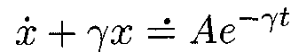 ẋ + γx ≐ Ae^{-γt}